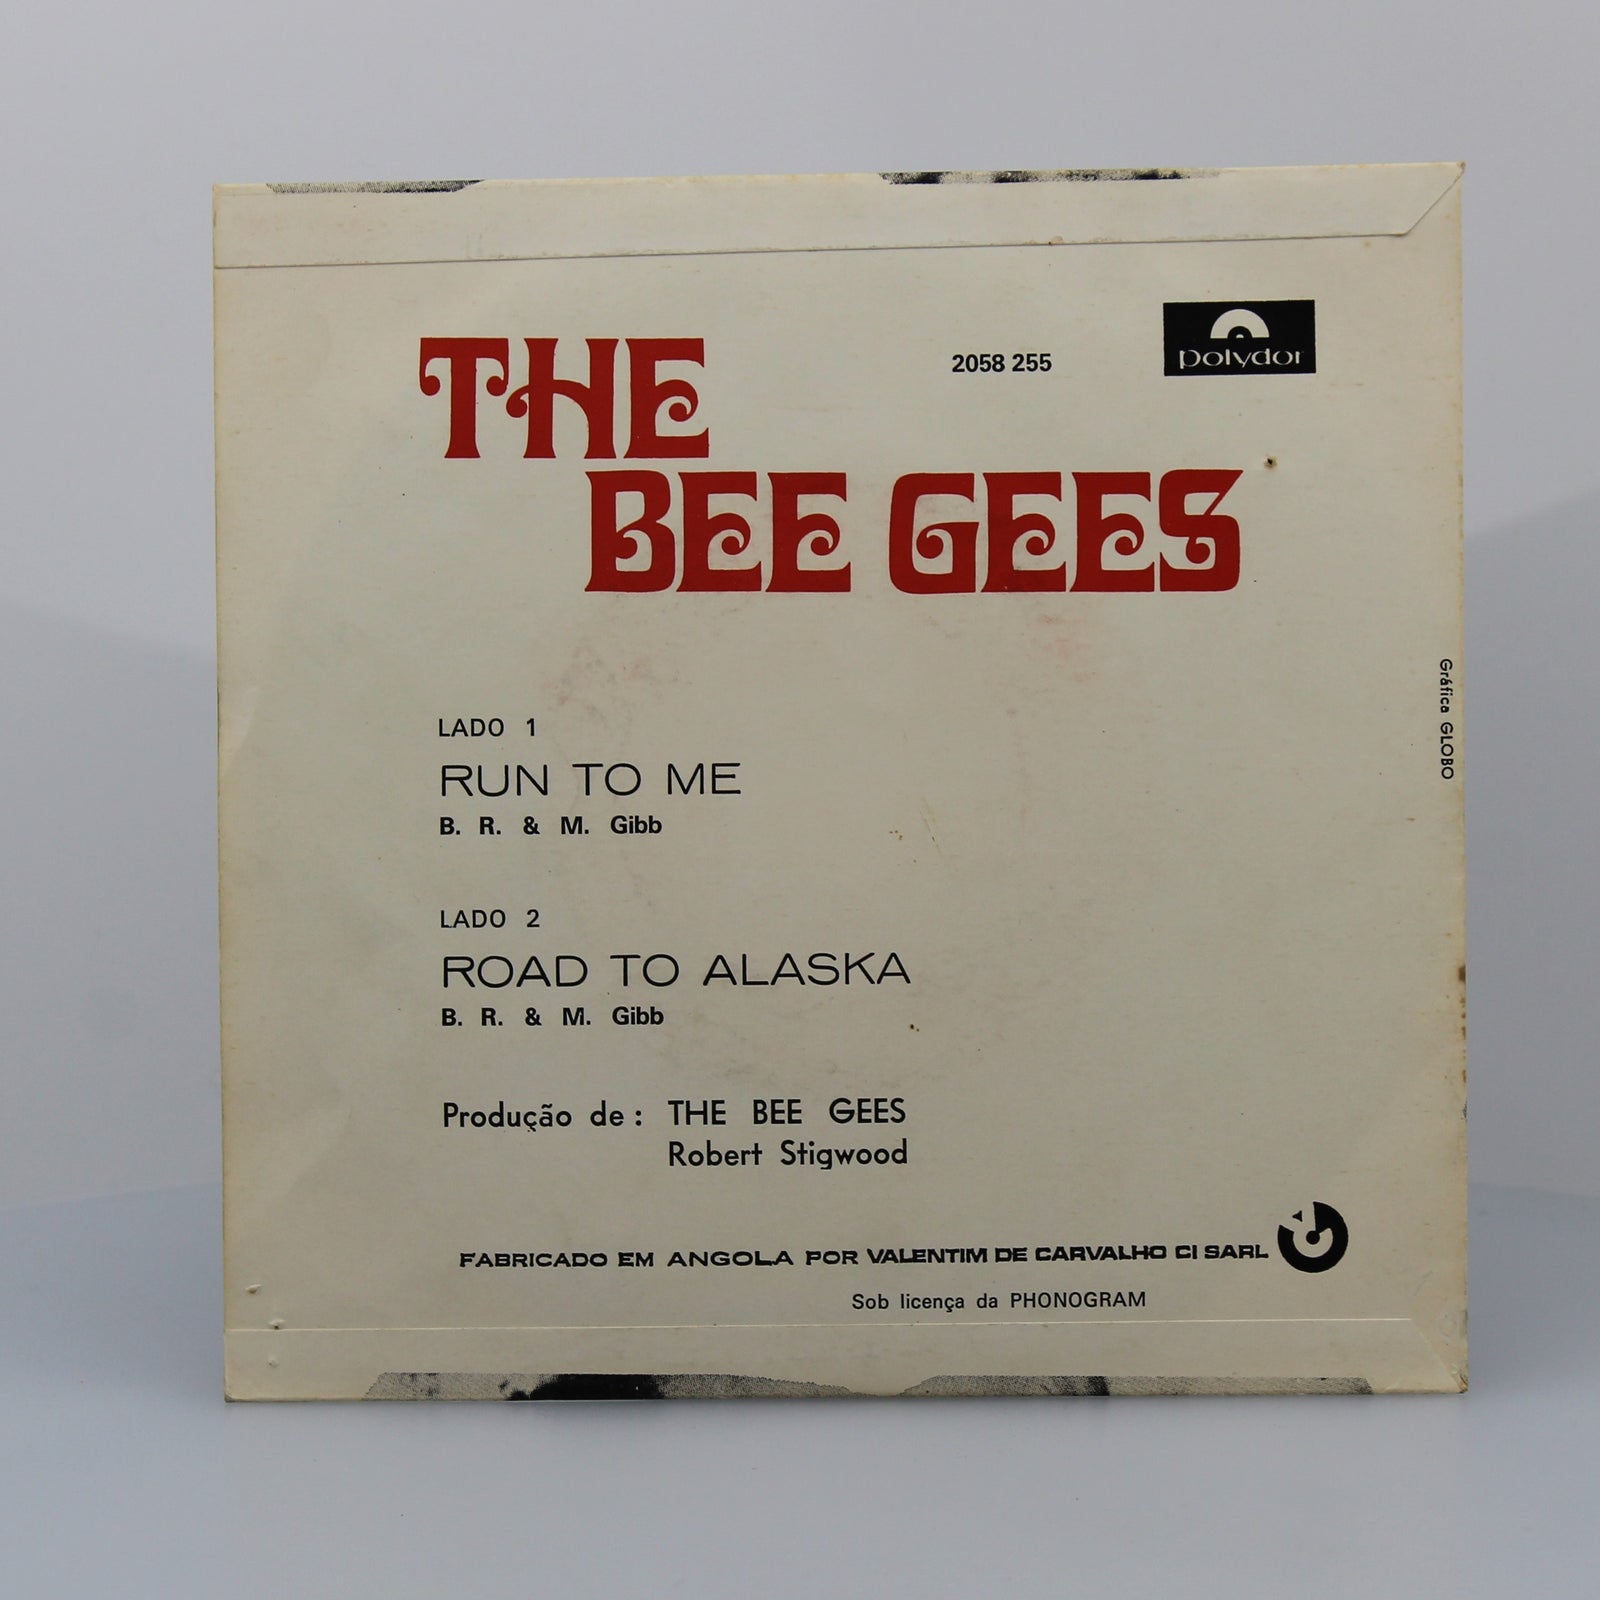 THE
2058 255
polydor
BEE GEES
LADO 1
RUN TO ME
B. R. & M. Gibb
LADO 2
ROAD TO ALASKA
B. R. & M. Gibb
Produção de : THE BEE GEES
Robert Stigwood
FABRICADO EM ANGOLA POR VALENTIM DE CARVALHO CI SARL
Sob licença da PHONOGRAM
Gráfica GLOBO